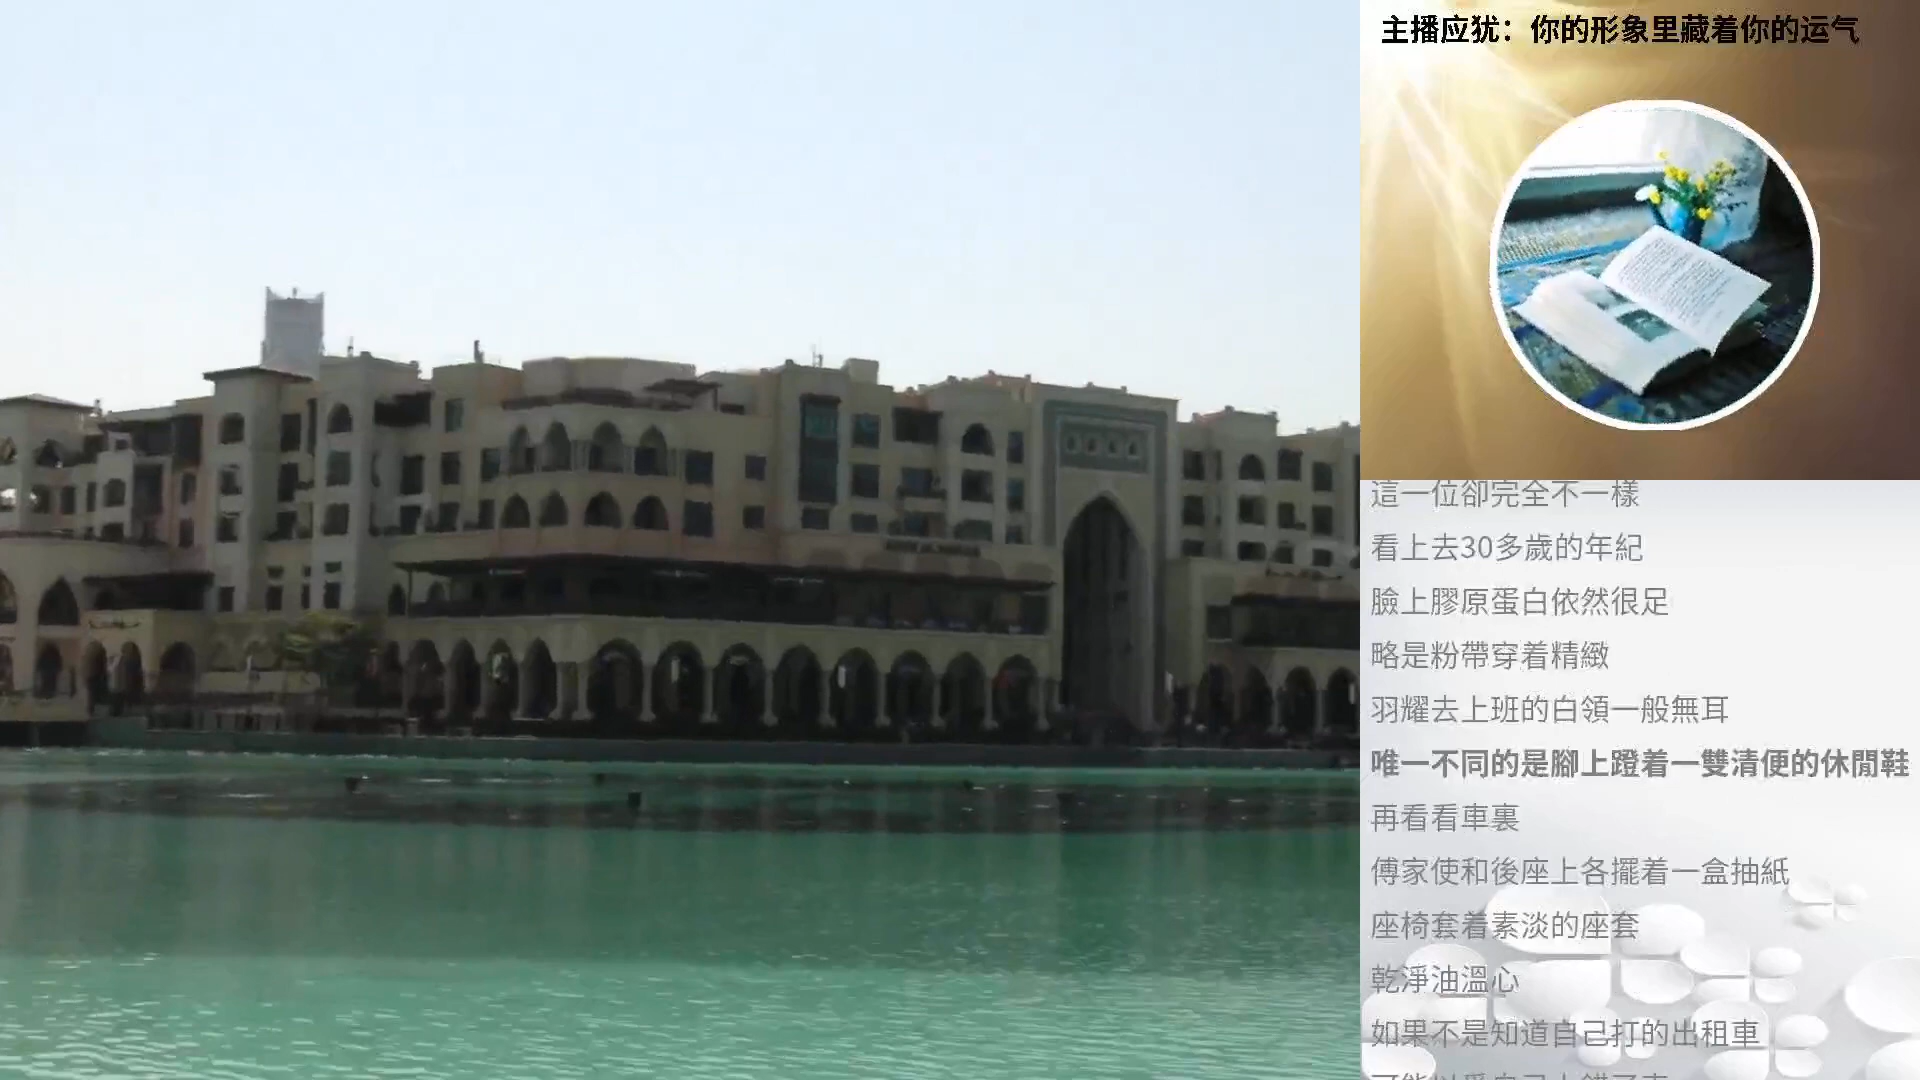 主播应犹：你的形象里藏着你的运气
這一位卻完全不一樣
看上去30多歲的年紀
臉上膠原蛋白依然很足
略是粉帶穿着精緻
羽耀去上班的白領一般無耳
唯一不同的是腳上蹬着一雙清便的休閒鞋
再看看車裏
傅家使和後座上各擺着一盒抽紙
座椅套着素淡的座套
乾淨油溫心
如果不是知道自己打的出租車